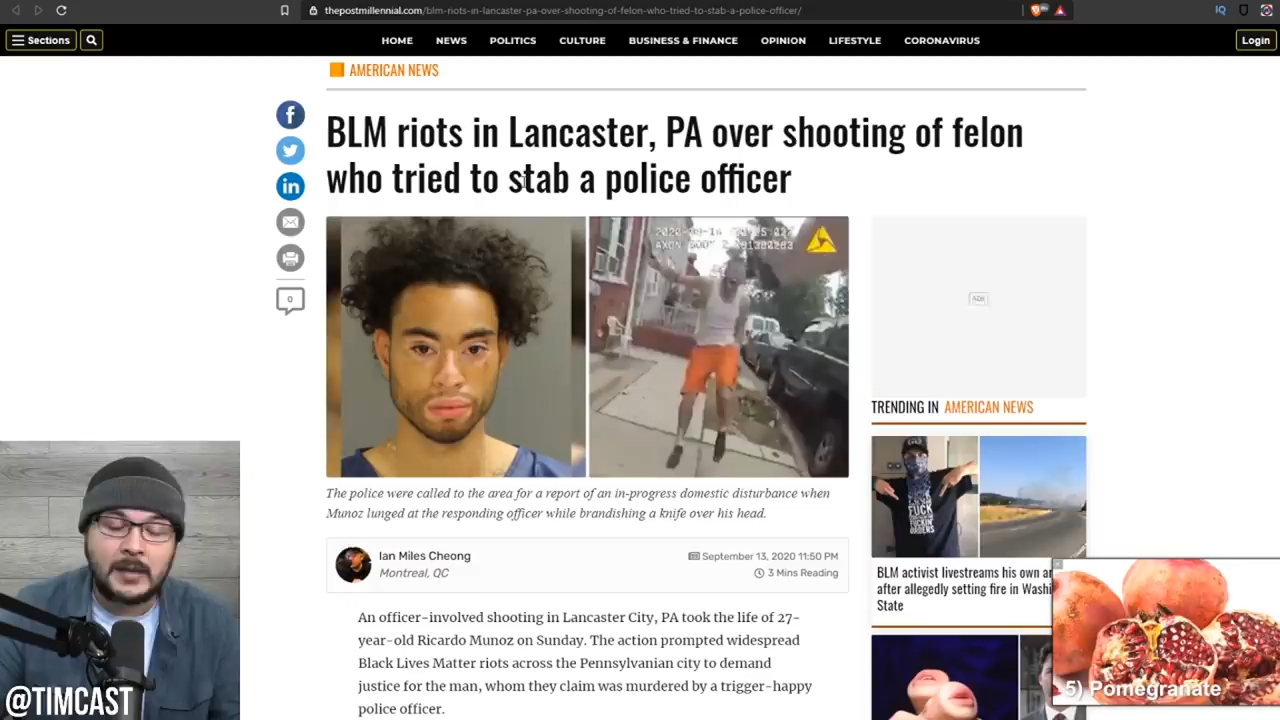 thepostmillennial.com/blm-riots-in-lancaster-pa-over-shooting-of-felon-who-tried-to-stab-a-police-officer/
Sections
HOME NEWS POLITICS CULTURE BUSINESS & FINANCE OPINION LIFESTYLE CORONAVIRUS
Login
AMERICAN NEWS
BLM riots in Lancaster, PA over shooting of felon
who tried to stab a police officer
0
The police were called to the area for a report of an in-progress domestic disturbance when
Munoz lunged at the responding officer while brandishing a knife over his head.
Ian Miles Cheong
Montreal, QC
September 13, 2020 11:50 PM
3 Mins Reading
An officer-involved shooting in Lancaster City, PA took the life of 27-
year-old Ricardo Munoz on Sunday. The action prompted widespread
Black Lives Matter riots across the Pennsylvanian city to demand
justice for the man, whom they claim was murdered by a trigger-happy
police officer.
ADS
TRENDING IN AMERICAN NEWS
FUCK
BLM activist livestreams his own
after allegedly setting fire in
State
5) Pomegranate
@TIMCAST